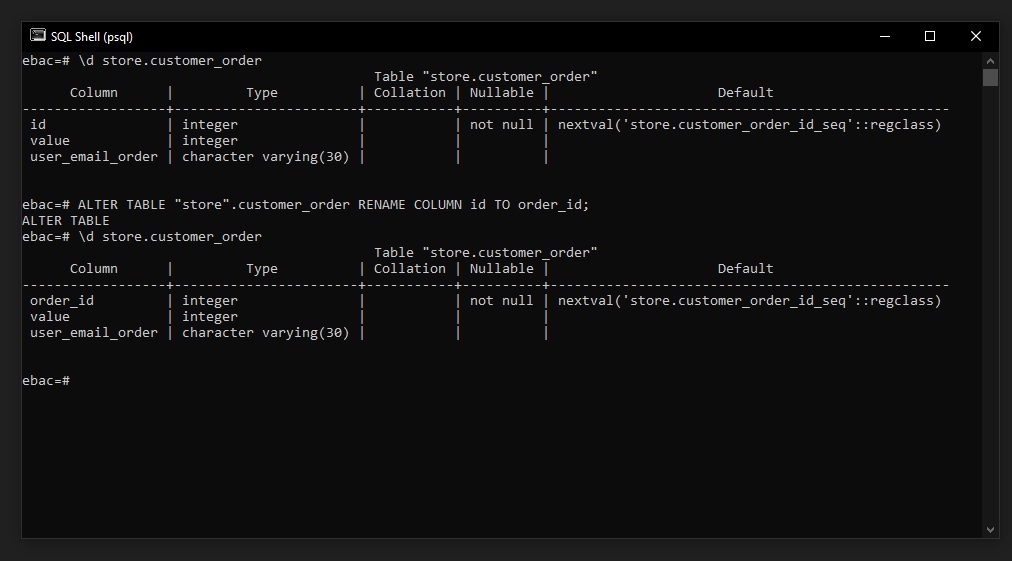 SQL Shell (psql)
ebac=# \d store.customer_order
                                            Table "store.customer_order"
      Column      |         Type          | Collation | Nullable |                     Default
------------------+-----------------------+-----------+----------+--------------------------------------------------
 id               | integer               |           | not null | nextval('store.customer_order_id_seq'::regclass)
 value            | integer               |           |          |
 user_email_order | character varying(30) |           |          |
ebac=# ALTER TABLE "store".customer_order RENAME COLUMN id TO order_id;
ALTER TABLE
ebac=# \d store.customer_order
                                            Table "store.customer_order"
      Column      |         Type          | Collation | Nullable |                     Default
------------------+-----------------------+-----------+----------+--------------------------------------------------
 order_id         | integer               |           | not null | nextval('store.customer_order_id_seq'::regclass)
 value            | integer               |           |          |
 user_email_order | character varying(30) |           |          |
ebac=#